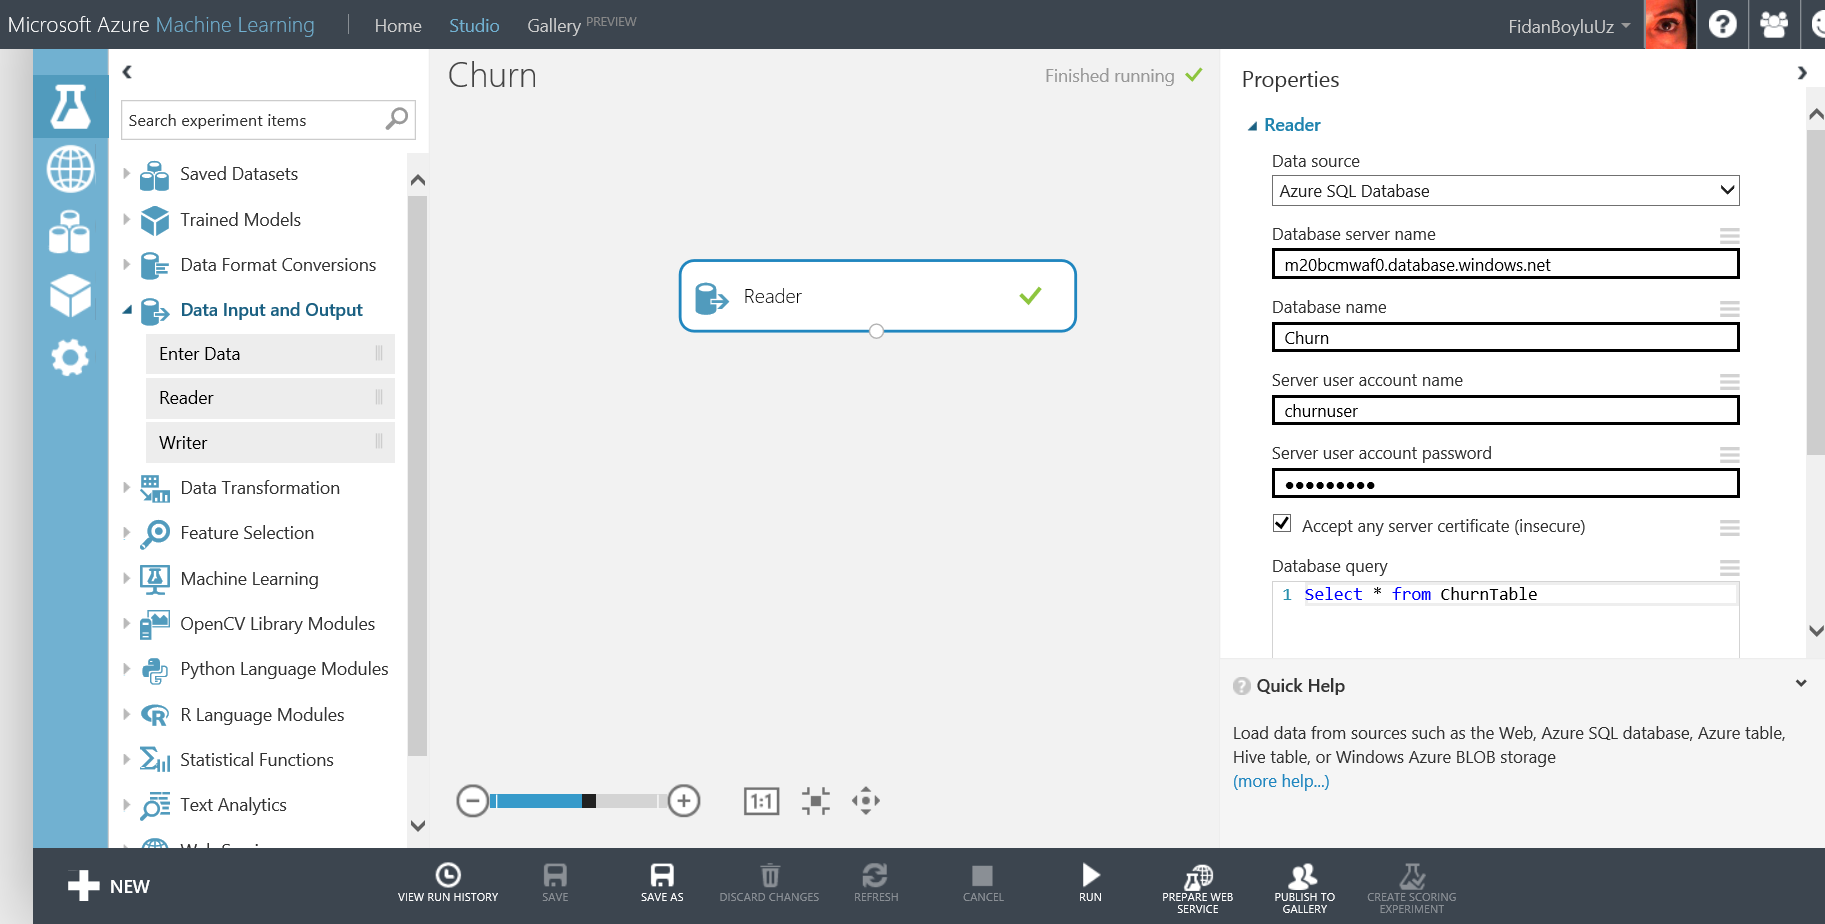 Microsoft Azure Machine Learning
Home
Studio
Gallery PREVIEW
FidanBoyluUz
Search experiment items
Saved Datasets
Trained Models
Data Format Conversions
Data Input and Output
Enter Data
Reader
Writer
Data Transformation
Feature Selection
Machine Learning
OpenCV Library Modules
Python Language Modules
R Language Modules
Statistical Functions
Text Analytics
Churn
Finished running
Reader
1:1
Properties
Reader
Data source
Azure SQL Database
Database server name
m20bcmwaf0.database.windows.net
Database name
Churn
Server user account name
churnuser
Server user account password
●●●●●●●●●
Accept any server certificate (insecure)
Database query
1 Select * from ChurnTable
Quick Help
Load data from sources such as the Web, Azure SQL database, Azure table,
Hive table, or Windows Azure BLOB storage
(more help...)
NEW
VIEW RUN HISTORY
SAVE
SAVE AS
DISCARD CHANGES
REFRESH
CANCEL
RUN
PREPARE WEB
SERVICE
PUBLISH TO
GALLERY
CREATE SCORING
EXPERIMENT